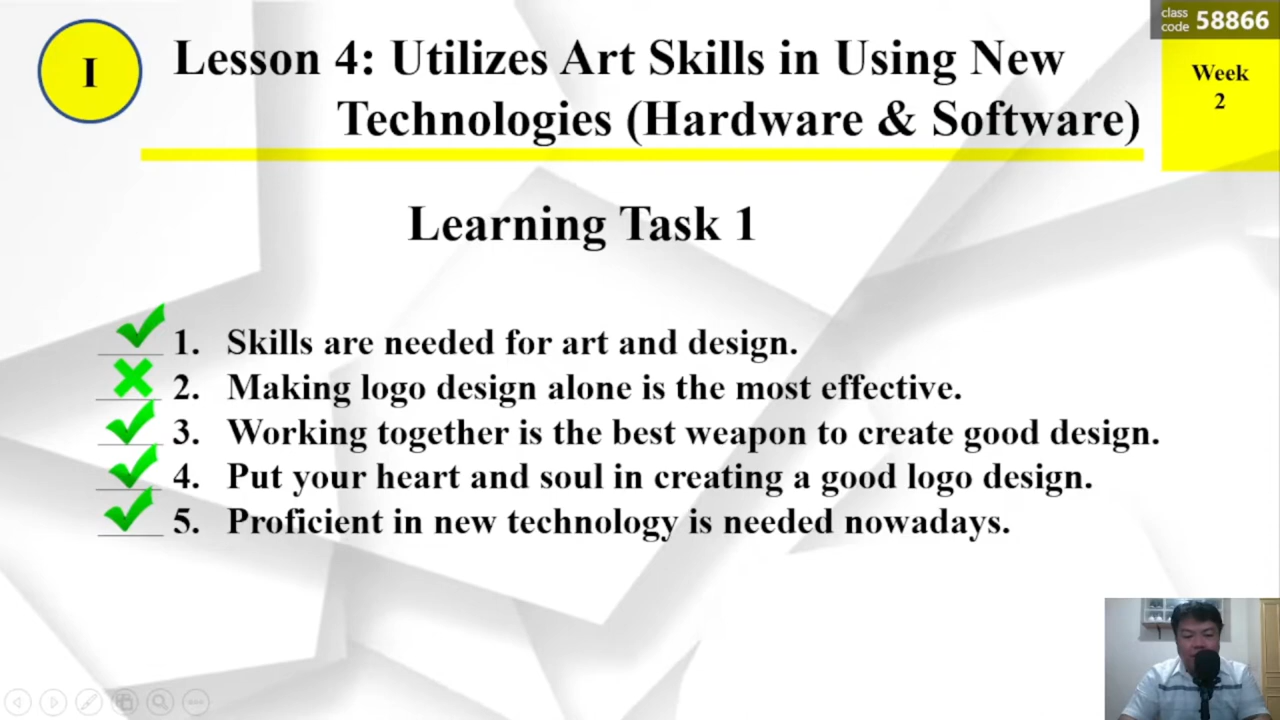 class
code 58866
I
Lesson 4: Utilizes Art Skills in Using New
Technologies (Hardware & Software)
Week
2
Learning Task 1
1. Skills are needed for art and design.
2. Making logo design alone is the most effective.
3. Working together is the best weapon to create good design.
4. Put your heart and soul in creating a good logo design.
5. Proficient in new technology is needed nowadays.